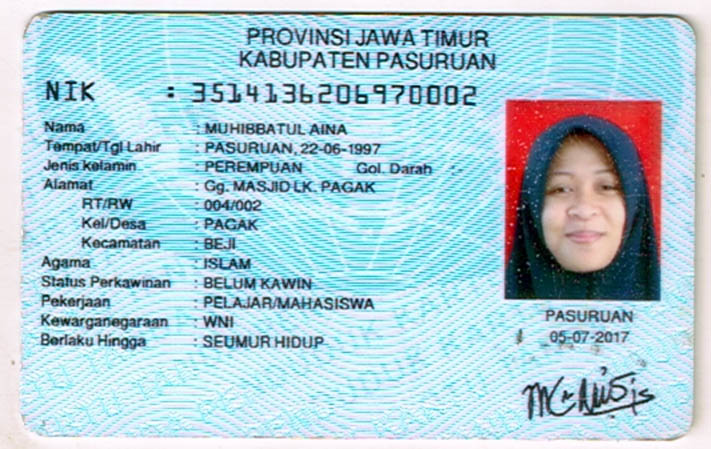 PROVINSI JAWA TIMUR
KABUPATEN PASURUAN
NIK : 3514136206970002
Nama : MUHIBBATUL AINA
Tempat/Tgl Lahir : PASURUAN, 22-06-1997
Jenis kelamin : PEREMPUAN Gol. Darah :-
Alamat : Gg. MASJID LK. PAGAK
RT/RW : 004/002
Kel/Desa : PAGAK
Kecamatan : BEJI
Agama : ISLAM
Status Perkawinan : BELUM KAWIN
Pekerjaan : PELAJAR/MAHASISWA
Kewarganegaraan : WNI
Berlaku Hingga : SEUMUR HIDUP
PASURUAN
05-07-2017